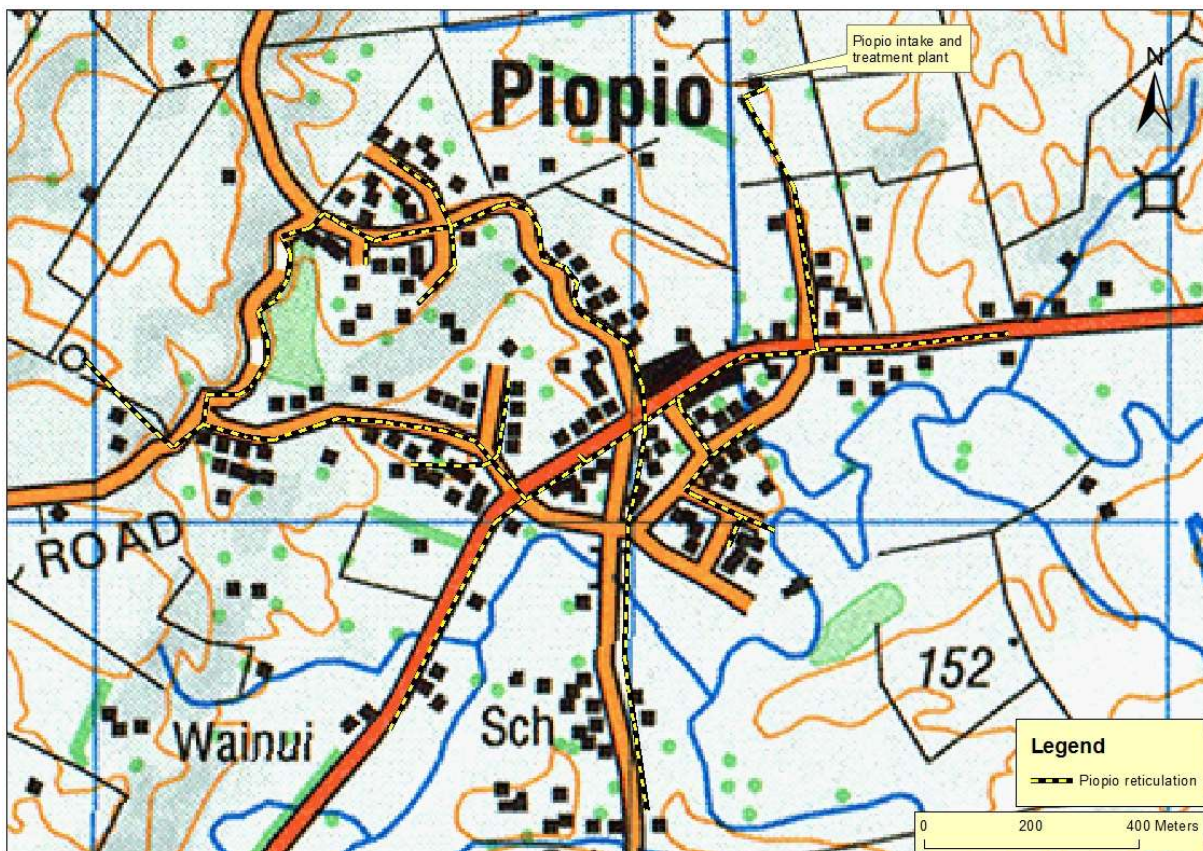 Piopio intake and
treatment plant
N
Piopio
ROAD
152
Wainui
Sch
Legend
Piopio reticulation
0 200 400 Meters